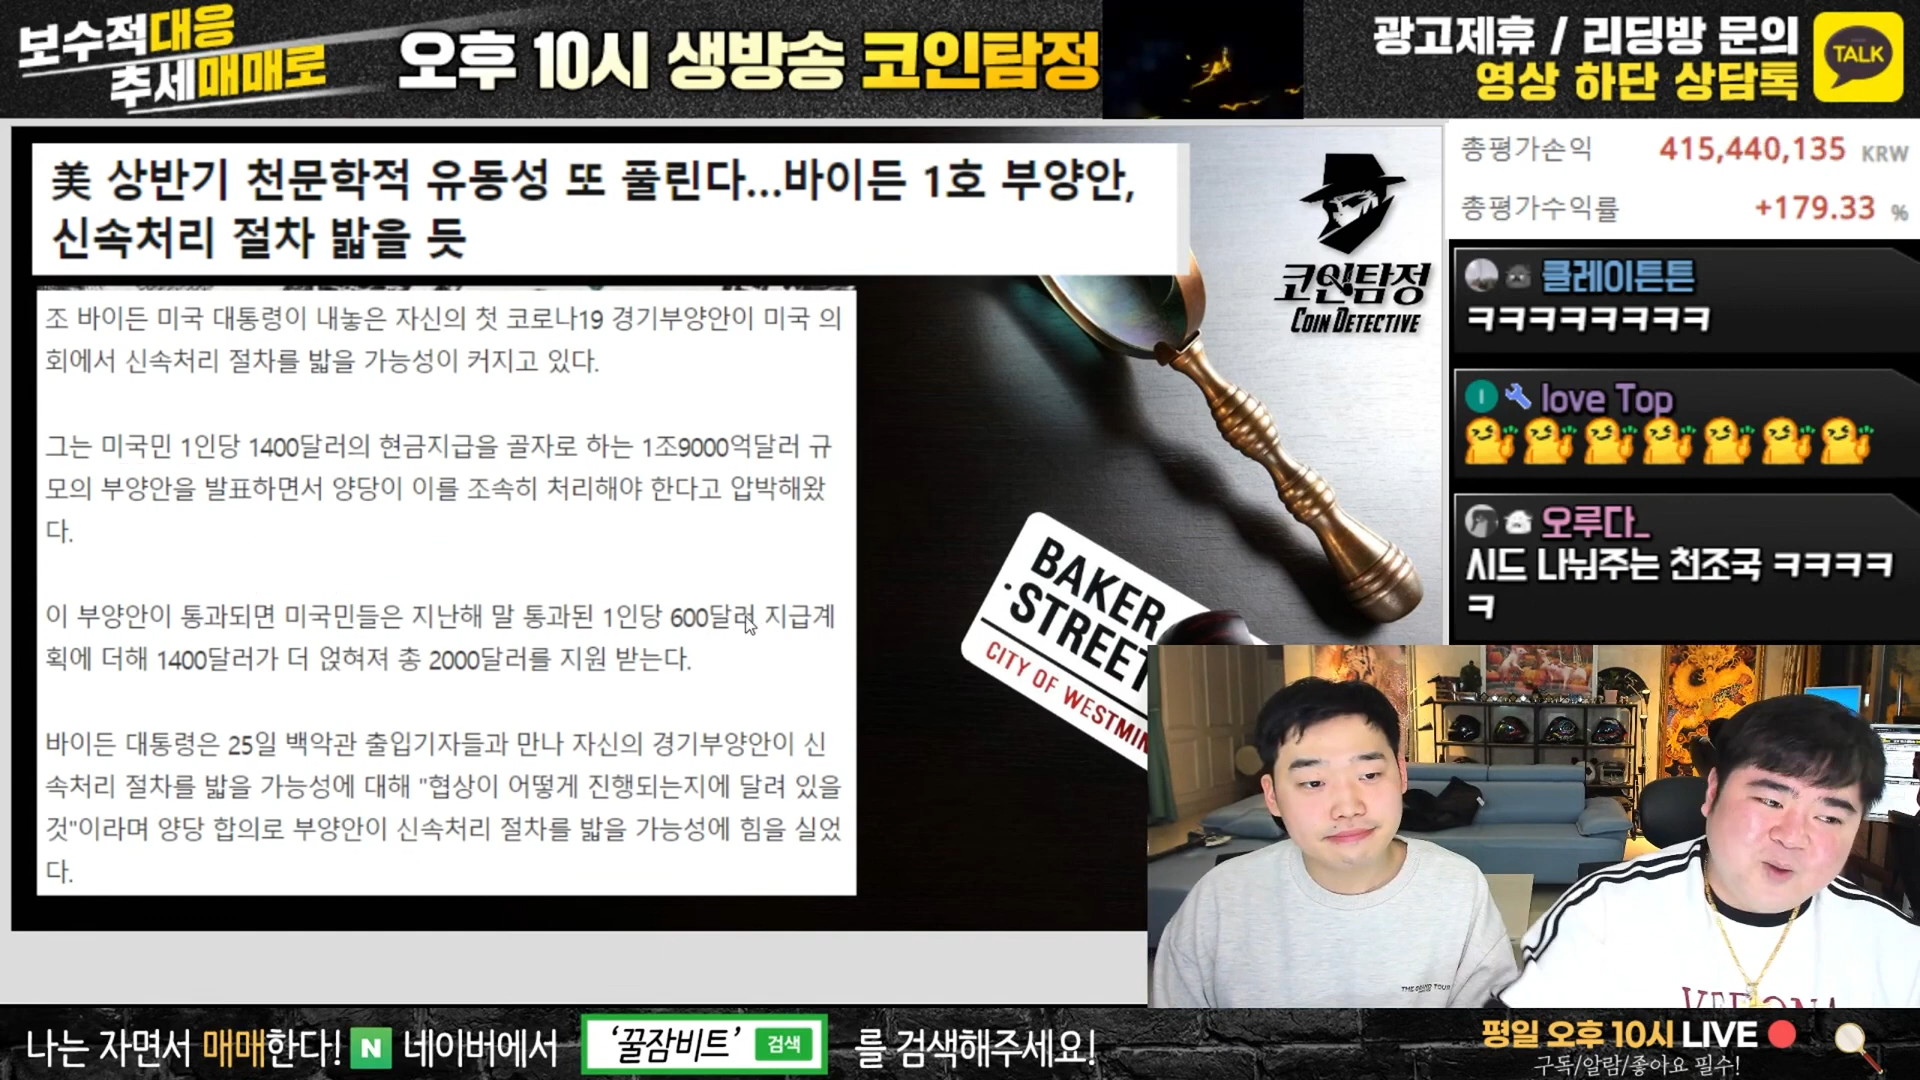 보수적대응
추세매매로
오후 10시 생방송 코인탐정
광고제휴 / 리딩방 문의
영상 하단 상담톡
TALK
美 상반기 천문학적 유동성 또 풀린다...바이든 1호 부양안,
신속처리 절차 밟을 듯
조 바이든 미국 대통령이 내놓은 자신의 첫 코로나19 경기부양안이 미국 의
회에서 신속처리 절차를 밟을 가능성이 커지고 있다.
그는 미국민 1인당 1400달러의 현금지급을 골자로 하는 1조9000억달러 규
모의 부양안을 발표하면서 양당이 이를 조속히 처리해야 한다고 압박해왔
다.
이 부양안이 통과되면 미국민들은 지난해 말 통과된 1인당 600달러 지급계
획에 더해 1400달러가 더 얹혀져 총 2000달러를 지원 받는다.
바이든 대통령은 25일 백악관 출입기자들과 만나 자신의 경기부양안이 신
속처리 절차를 밟을 가능성에 대해 "협상이 어떻게 진행되는지에 달려 있을
것"이라며 양당 합의로 부양안이 신속처리 절차를 밟을 가능성에 힘을 실었
다.
코인탐정
COIN DETECTIVE
BAKER
STREET
CITY OF WESTMIN
총평가손익 415,440,135 KRW
총평가수익률 +179.33 %
클레이튼튼
ㅋㅋㅋㅋㅋㅋㅋㅋ
I love Top
오루다_
시드 나눠주는 천조국 ㅋㅋㅋㅋ
ㅋ
THE GRAND TOUR
나는 자면서 매매한다! N 네이버에서 '꿀잠비트' 검색 를 검색해주세요!
평일 오후 10시 LIVE
구독/알람/좋아요 필수!